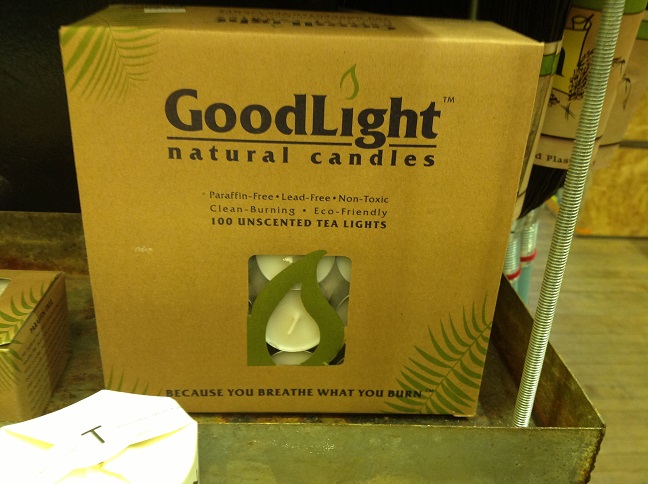 GoodLight™
natural candles
• Paraffin-Free • Lead-Free • Non-Toxic
Clean-Burning • Eco-Friendly
100 UNSCENTED TEA LIGHTS
BECAUSE YOU BREATHE WHAT YOU BURN™
T